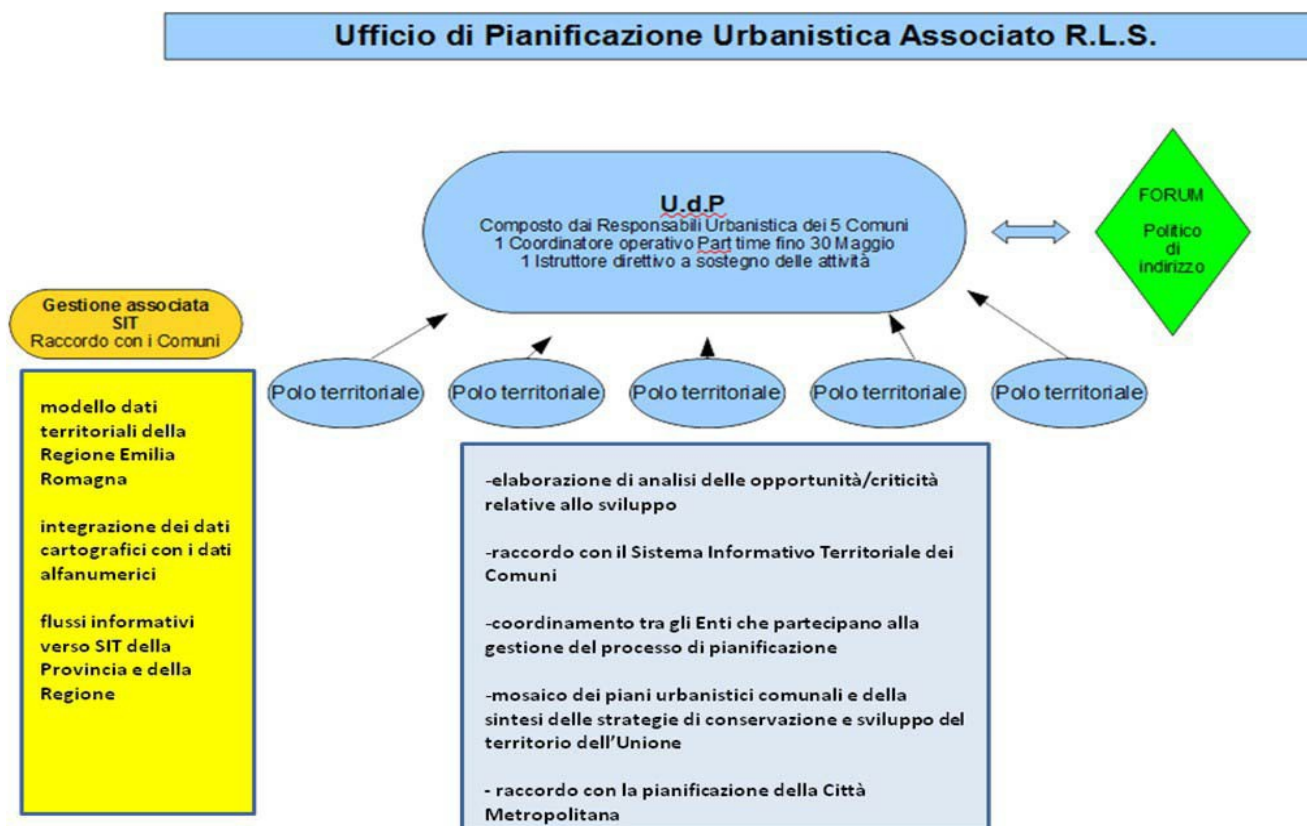 Ufficio di Pianificazione Urbanistica Associato R.L.S.
U.d.P
Composto dai Responsabili Urbanistica dei 5 Comuni
1 Coordinatore operativo Part time fino 30 Maggio
1 Istruttore direttivo a sostegno delle attività
FORUM
Politico
di
indirizzo
Gestione associata
SIT
Raccordo con i Comuni
modello dati
territoriali della
Regione Emilia
Romagna
integrazione dei dati
cartografici con i dati
alfanumerici
flussi informativi
verso SIT della
Provincia e della
Regione
Polo territoriale
Polo territoriale
Polo territoriale
Polo territoriale
Polo territoriale
-elaborazione di analisi delle opportunità/criticità
relative allo sviluppo
-raccordo con il Sistema Informativo Territoriale dei
Comuni
-coordinamento tra gli Enti che partecipano alla
gestione del processo di pianificazione
-mosaico dei piani urbanistici comunali e della
sintesi delle strategie di conservazione e sviluppo del
territorio dell'Unione
- raccordo con la pianificazione della Città
Metropolitana